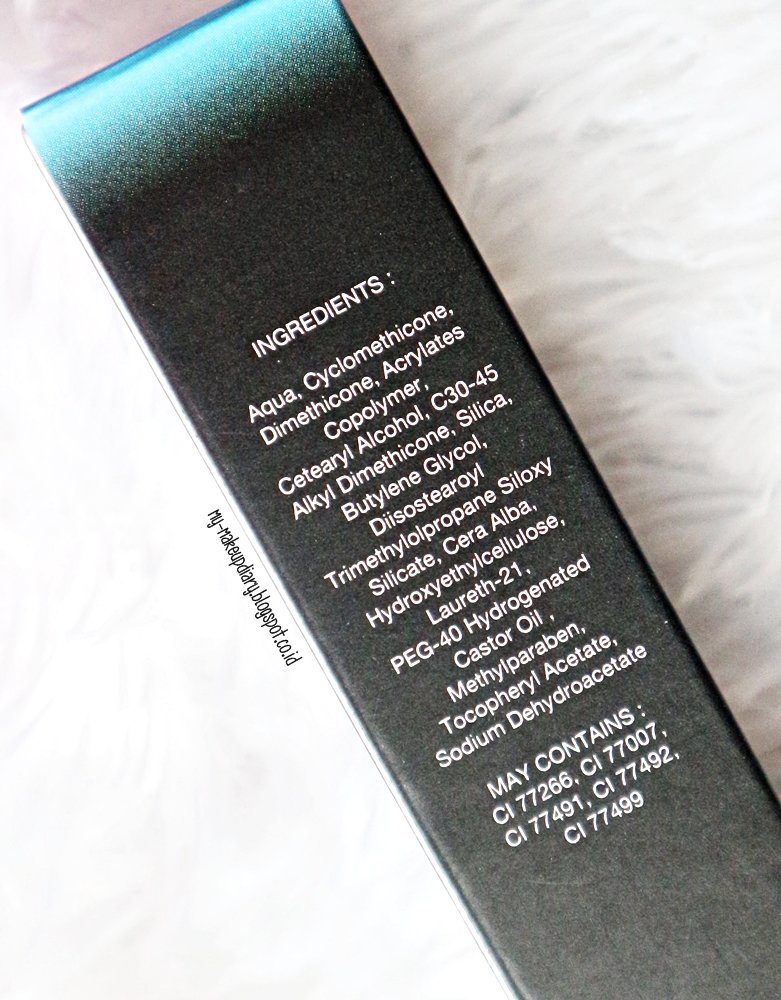 INGREDIENTS :
Aqua, Cyclomethicone,
Dimethicone, Acrylates
Copolymer,
Cetearyl Alcohol, C30-45
Alkyl Dimethicone, Silica,
Butylene Glycol,
Diisostearoyl
Trimethylolpropane Siloxy
Silicate, Cera Alba,
Hydroxyethylcellulose,
Laureth-21,
PEG-40 Hydrogenated
Castor Oil ,
Methylparaben,
Tocopheryl Acetate,
Sodium Dehydroacetate
MAY CONTAINS :
CI 77266, CI 77007,
CI 77491, CI 77492,
CI 77499
my-makeupdiary.blogspot.co.id